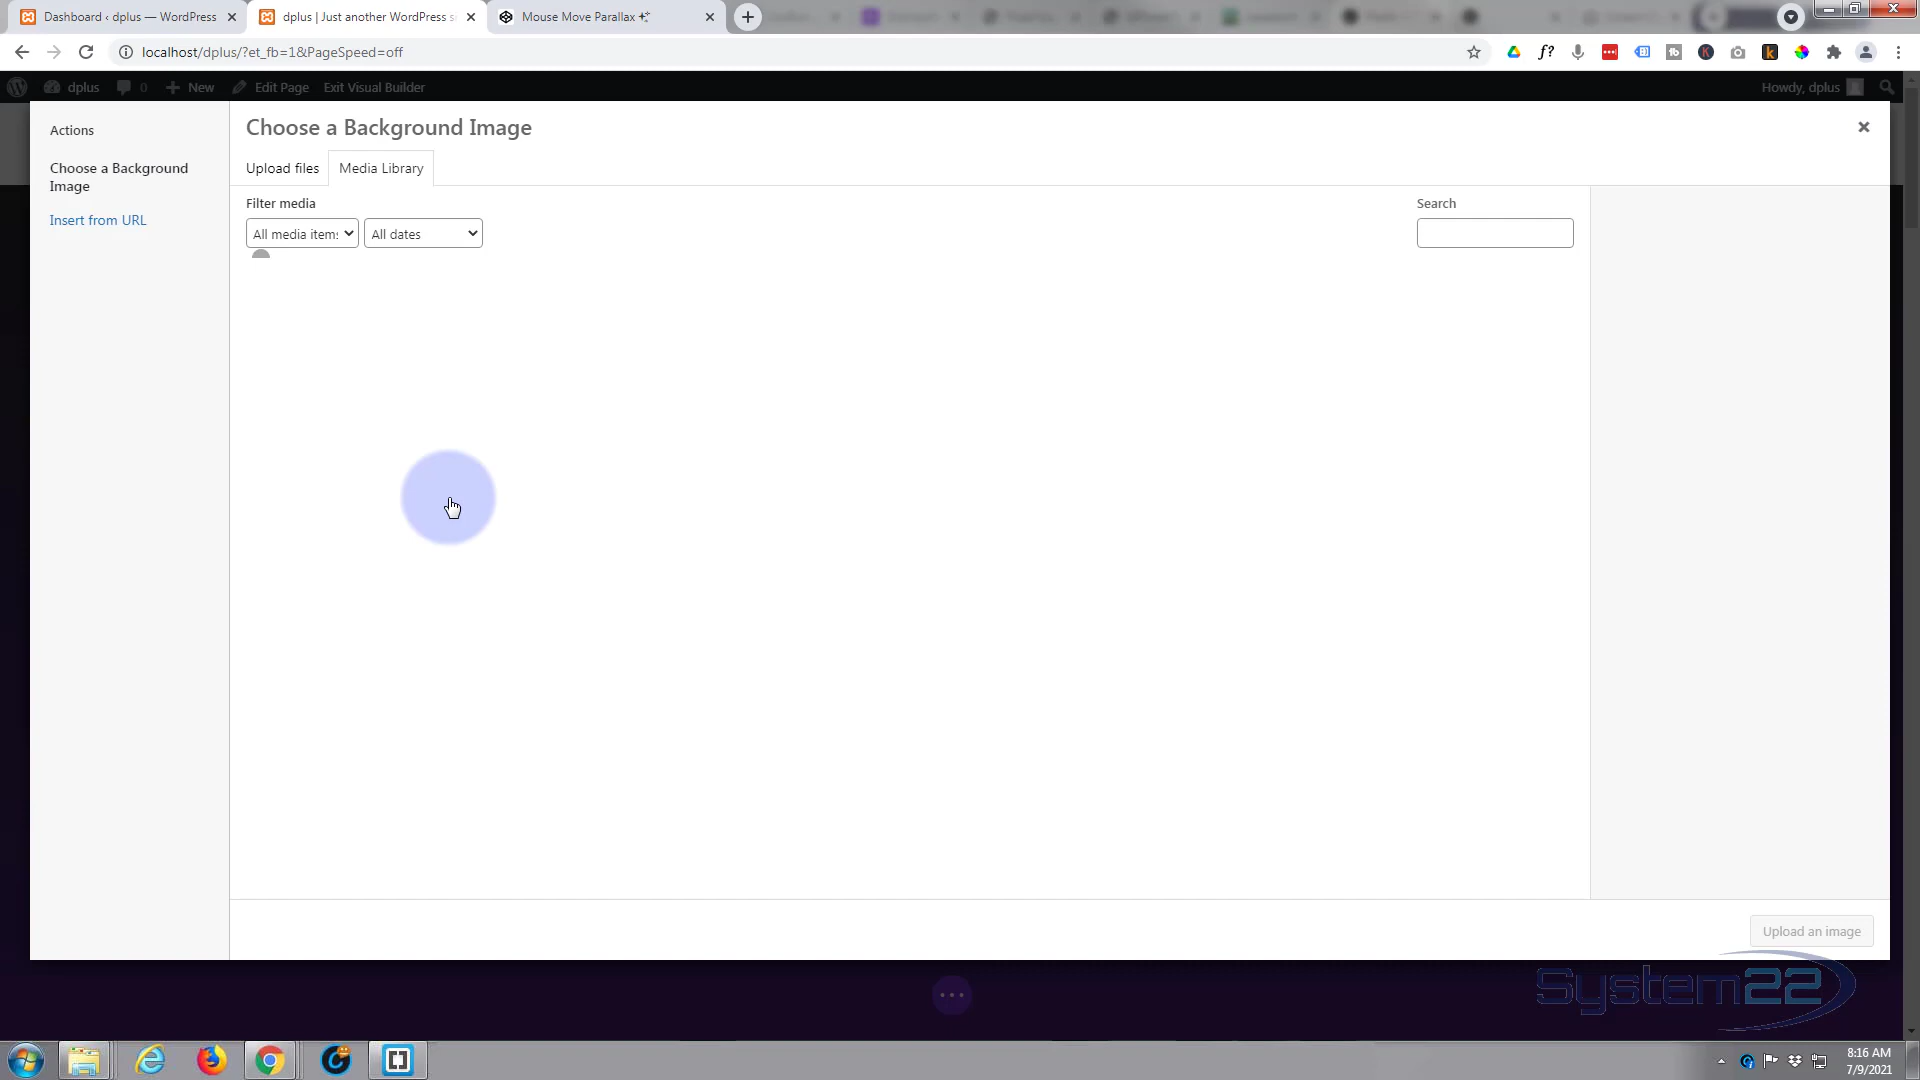 Dashboard ‹ dplus — WordPress
dplus | Just another WordPress s
Mouse Move Parallax
localhost/dplus/?et_fb=1&PageSpeed=off
dplus 0 New Edit Page Exit Visual Builder
Howdy, dplus
Actions
Choose a Background Image
Insert from URL
Choose a Background Image
Upload files
Media Library
Filter media
All media item
All dates
Search
Upload an image
System22
8:16 AM
7/9/2021